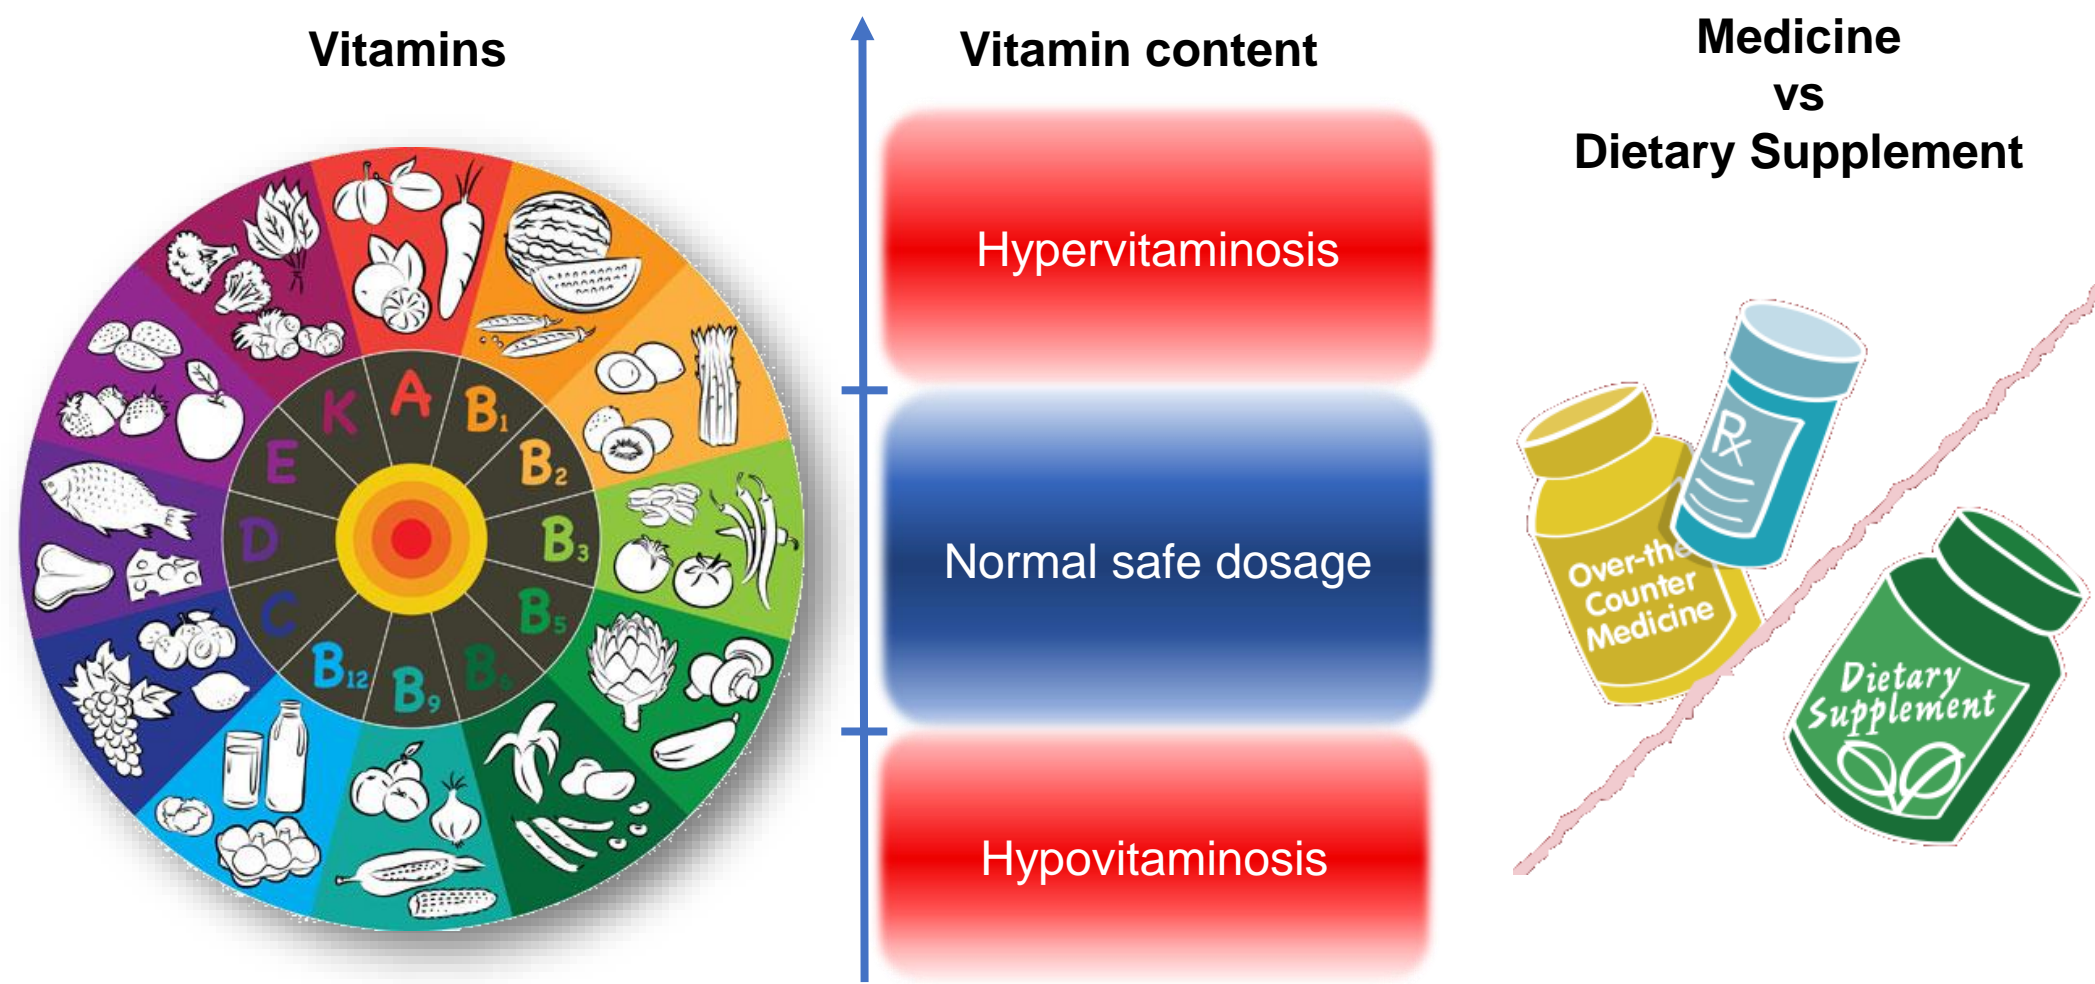 Vitamins
A
B1
B2
B3
B5
B6
B9
B12
C
D
E
K
Vitamin content
Hypervitaminosis
Normal safe dosage
Hypovitaminosis
Medicine
vs
Dietary Supplement
Rx
Over-the
Counter
Medicine
Dietary
Supplement